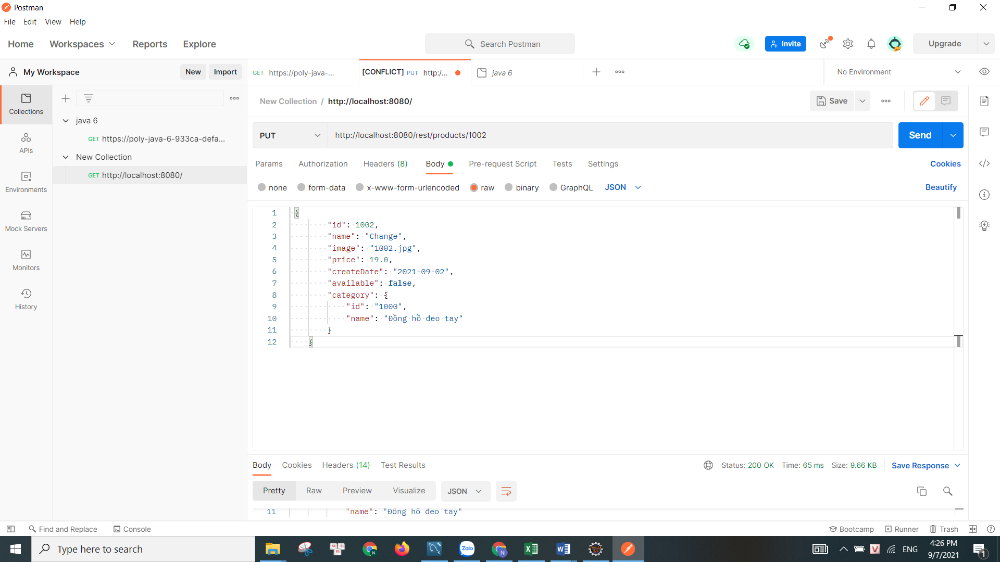 Postman
File Edit View Help
Home Workspaces Reports Explore
Search Postman
Invite
Upgrade
My Workspace New Import
GET https://poly-java-...
[CONFLICT] PUT http:/...
java 6
No Environment
Collections
APIs
Environments
Mock Servers
Monitors
History
java 6
GET https://poly-java-6-933ca-defa...
New Collection
GET http://localhost:8080/
New Collection / http://localhost:8080/
Save
PUT http://localhost:8080/rest/products/1002
Send
Params Authorization Headers (8) Body Pre-request Script Tests Settings Cookies
none form-data x-www-form-urlencoded raw binary GraphQL JSON Beautify
1 {
2 "id": 1002,
3 "name": "Change",
4 "image": "1002.jpg",
5 "price": 19.0,
6 "createDate": "2021-09-02",
7 "available": false,
8 "category": {
9 "id": "1000",
10 "name": "Đồng hồ đeo tay"
11 }
12 }
Body Cookies Headers (14) Test Results
Status: 200 OK Time: 65 ms Size: 9.66 KB Save Response
Pretty Raw Preview Visualize JSON
11 "name": "Đồng hồ đeo tay"
Find and Replace Console
Bootcamp Runner Trash
Type here to search
Zalo
N
N
V
ENG
4:26 PM
9/7/2021
1